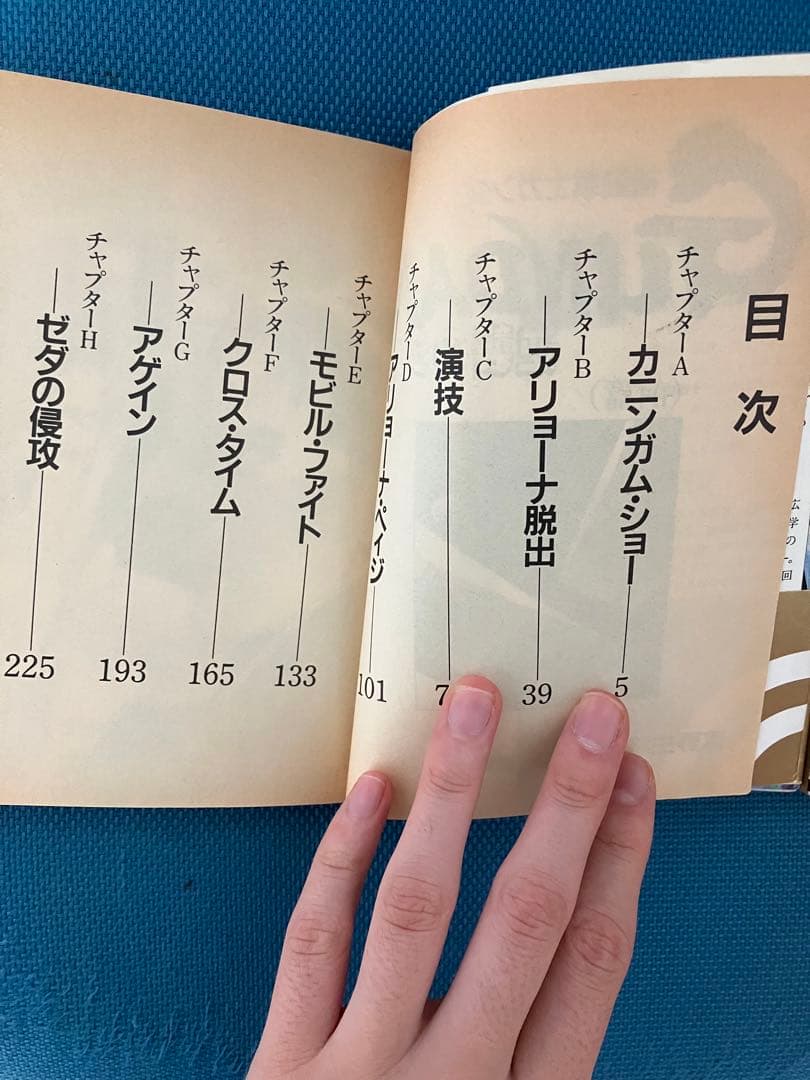 目次
チャプターA
カニンガム・ショー 5
チャプターB
アリョーナ脱出 39
チャプターC
演技 7
チャプターD
アリョーナ・ペイジ 101
チャプターE
モビル・ファイト 133
チャプターF
クロス・タイム 165
チャプターG
アゲイン 193
チャプターH
ゼダの侵攻 225
広
学
の
回